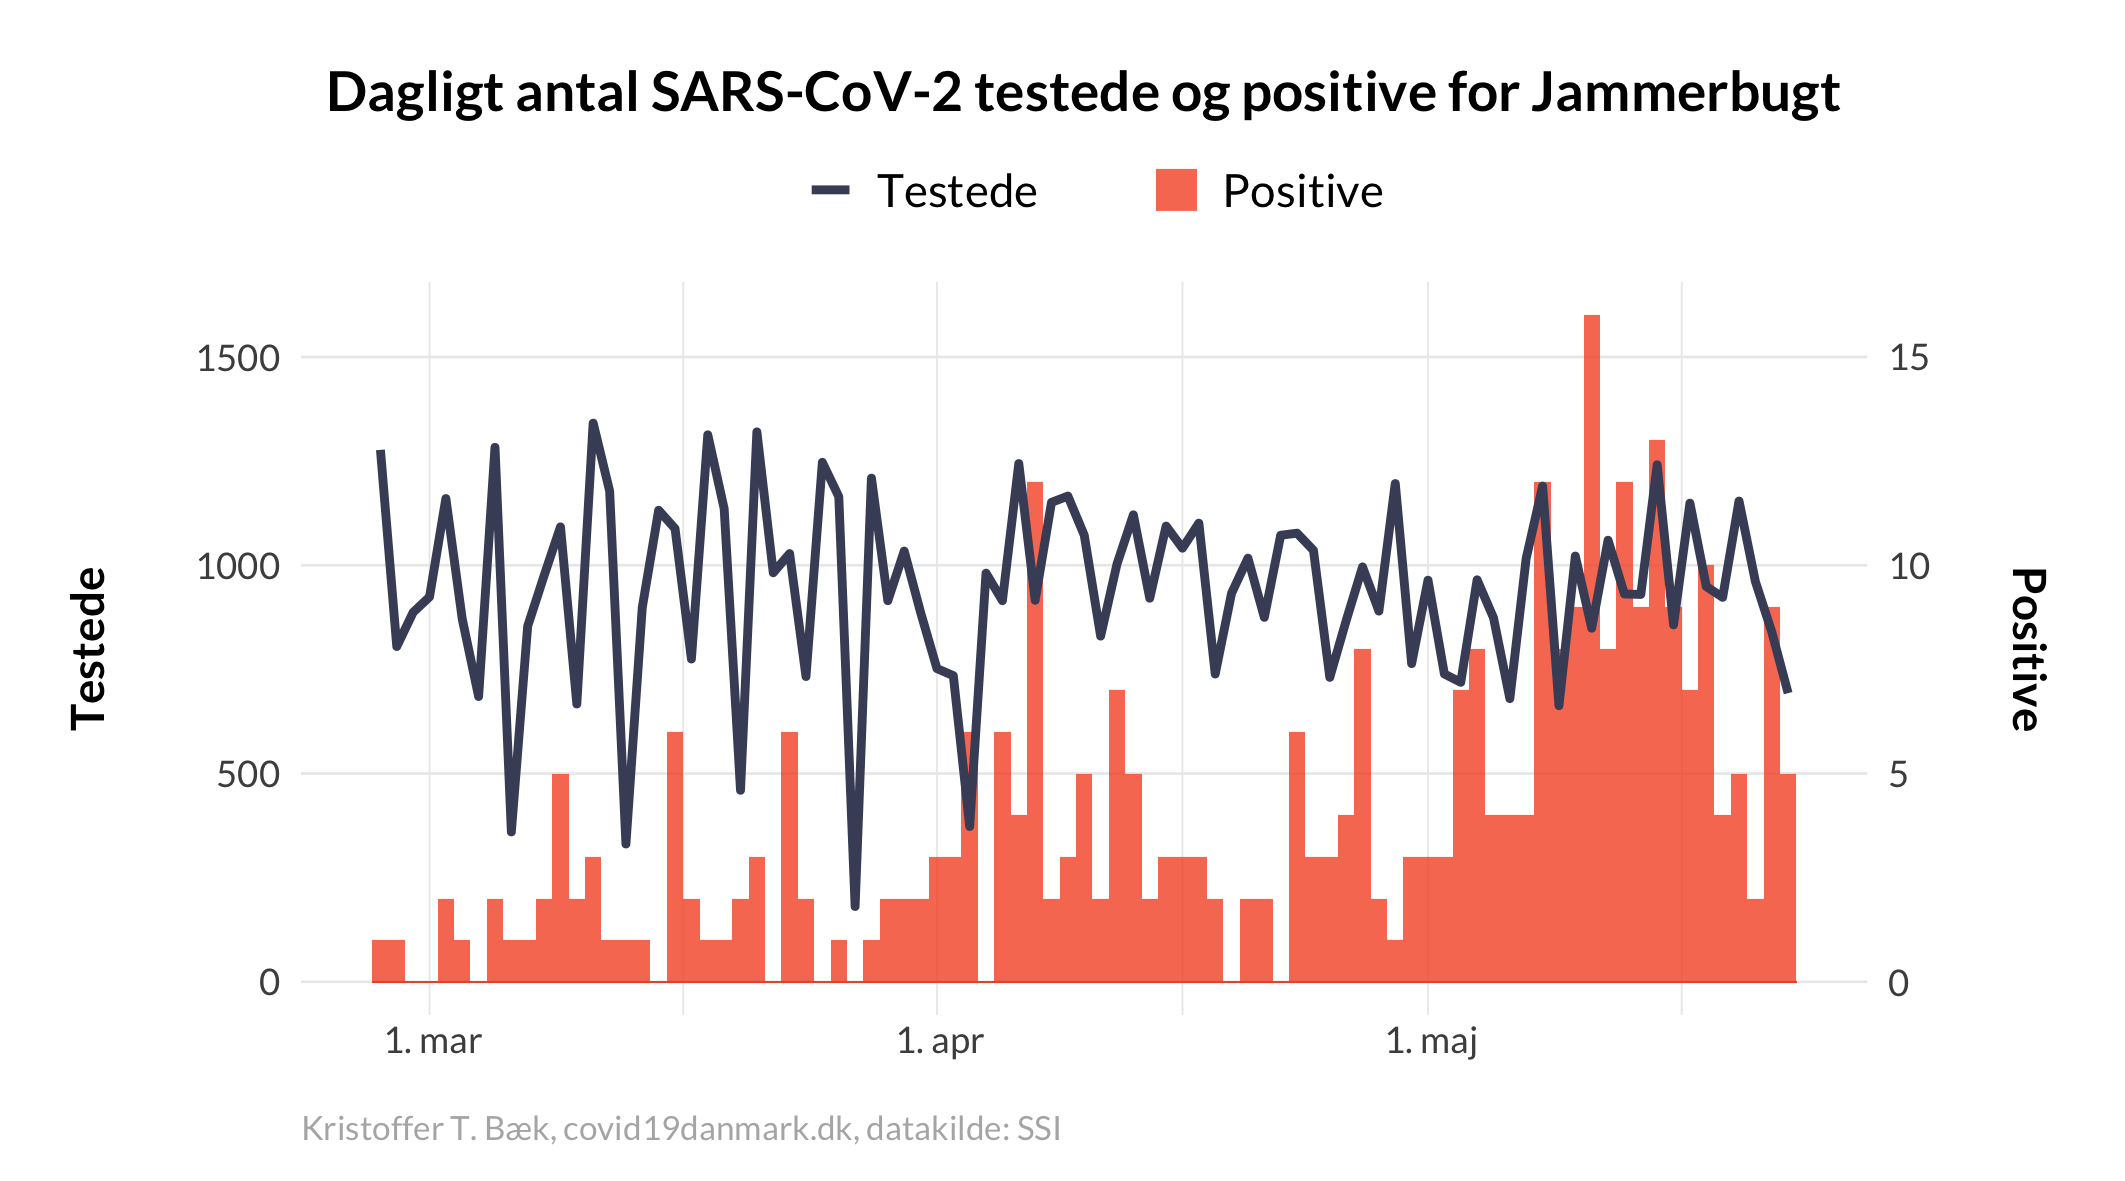 Dagligt antal SARS-CoV-2 testede og positive for Jammerbugt
Testede
Positive
1500
1000
500
0
15
10
5
0
Testede
Positive
1. mar
1. apr
1. maj
Kristoffer T. Bæk, covid19danmark.dk, datakilde: SSI